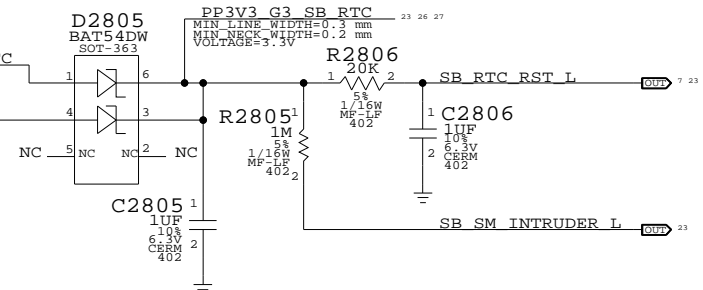 D2805
BAT54DW
SOT-363
PP3V3_G3_SB_RTC 23 26 27
MIN_LINE_WIDTH=0.3 mm
MIN_NECK_WIDTH=0.2 mm
VOLTAGE=3.3V
R2806
20K
1 2
5%
1/16W
MF-LF
402
SB_RTC_RST_L OUT 7 23
1 6
4 3
NC 5 NC NC 2 NC
R2805
1
1M
5%
1/16W
MF-LF
402
2
C2806
1
1UF
10%
2 6.3V
CERM
402
C2805
1
1UF
10%
6.3V 2
CERM
402
SB_SM_INTRUDER_L OUT 23